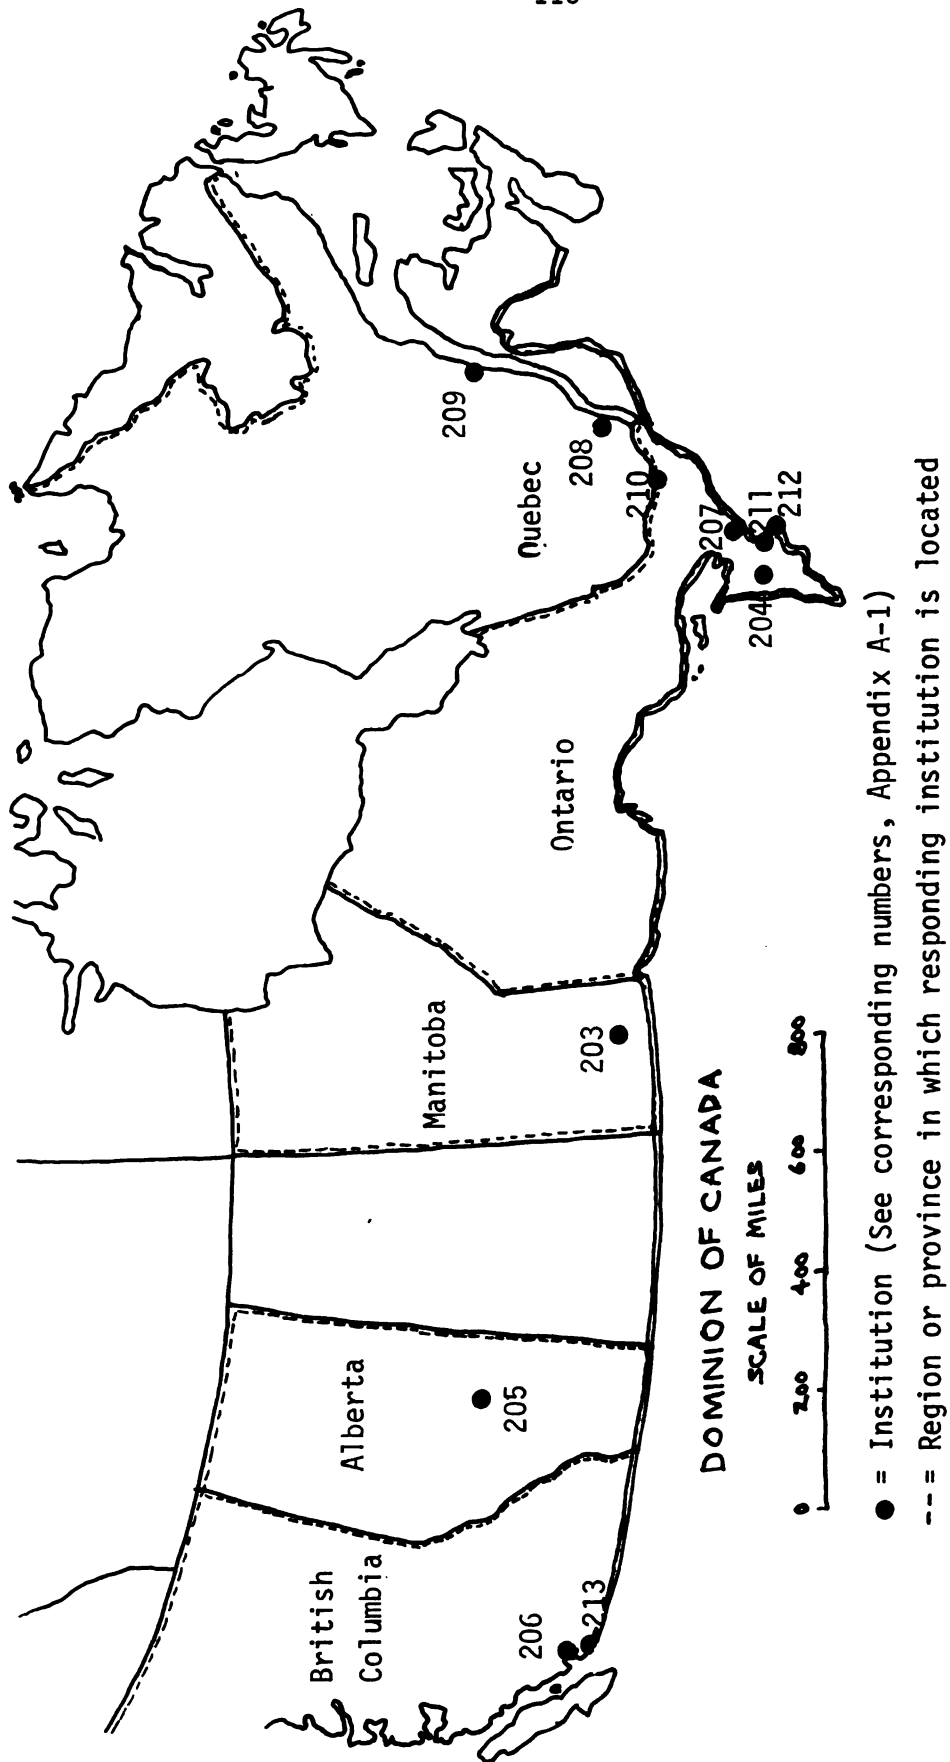 British
Columbia
Alberta
Manitoba
Ontario
Quebec
206
213
205
203
204
207
211
212
210
208
209
DOMINION OF CANADA
SCALE OF MILES
0 200 400 600 800
● = Institution (See corresponding numbers, Appendix A-1)
--= Region or province in which responding institution is located